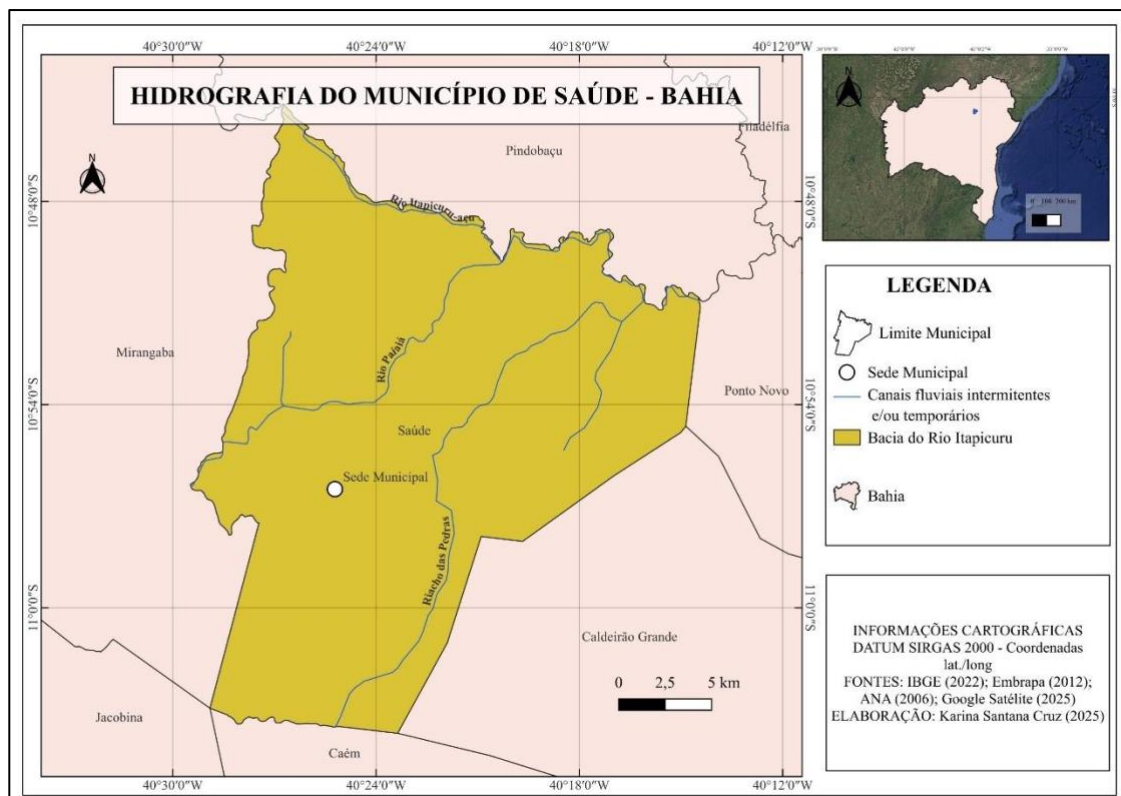 HIDROGRAFIA DO MUNICÍPIO DE SAÚDE - BAHIA
40°30'0"W
40°24'0"W
40°18'0"W
40°12'0"W
Filadélfia
Pindobaçu
N
10°48'0"S
10°48'0"S
Rio Itapicuru-açu
Mirangaba
Rio Paiaiá
Ponto Novo
10°54'0"S
10°54'0"S
Saúde
Sede Municipal
Riacho das Pedras
11°0'0"S
11°0'0"S
Caldeirão Grande
0 2,5 5 km
Jacobina
Caém
40°30'0"W
40°24'0"W
40°18'0"W
40°12'0"W
N
0 100 200 km
LEGENDA
Limite Municipal
Sede Municipal
Canais fluviais intermitentes
e/ou temporários
Bacia do Rio Itapicuru
Bahia
INFORMAÇÕES CARTOGRÁFICAS
DATUM SIRGAS 2000 - Coordenadas
lat./long
FONTES: IBGE (2022); Embrapa (2012);
ANA (2006); Google Satélite (2025)
ELABORAÇÃO: Karina Santana Cruz (2025)